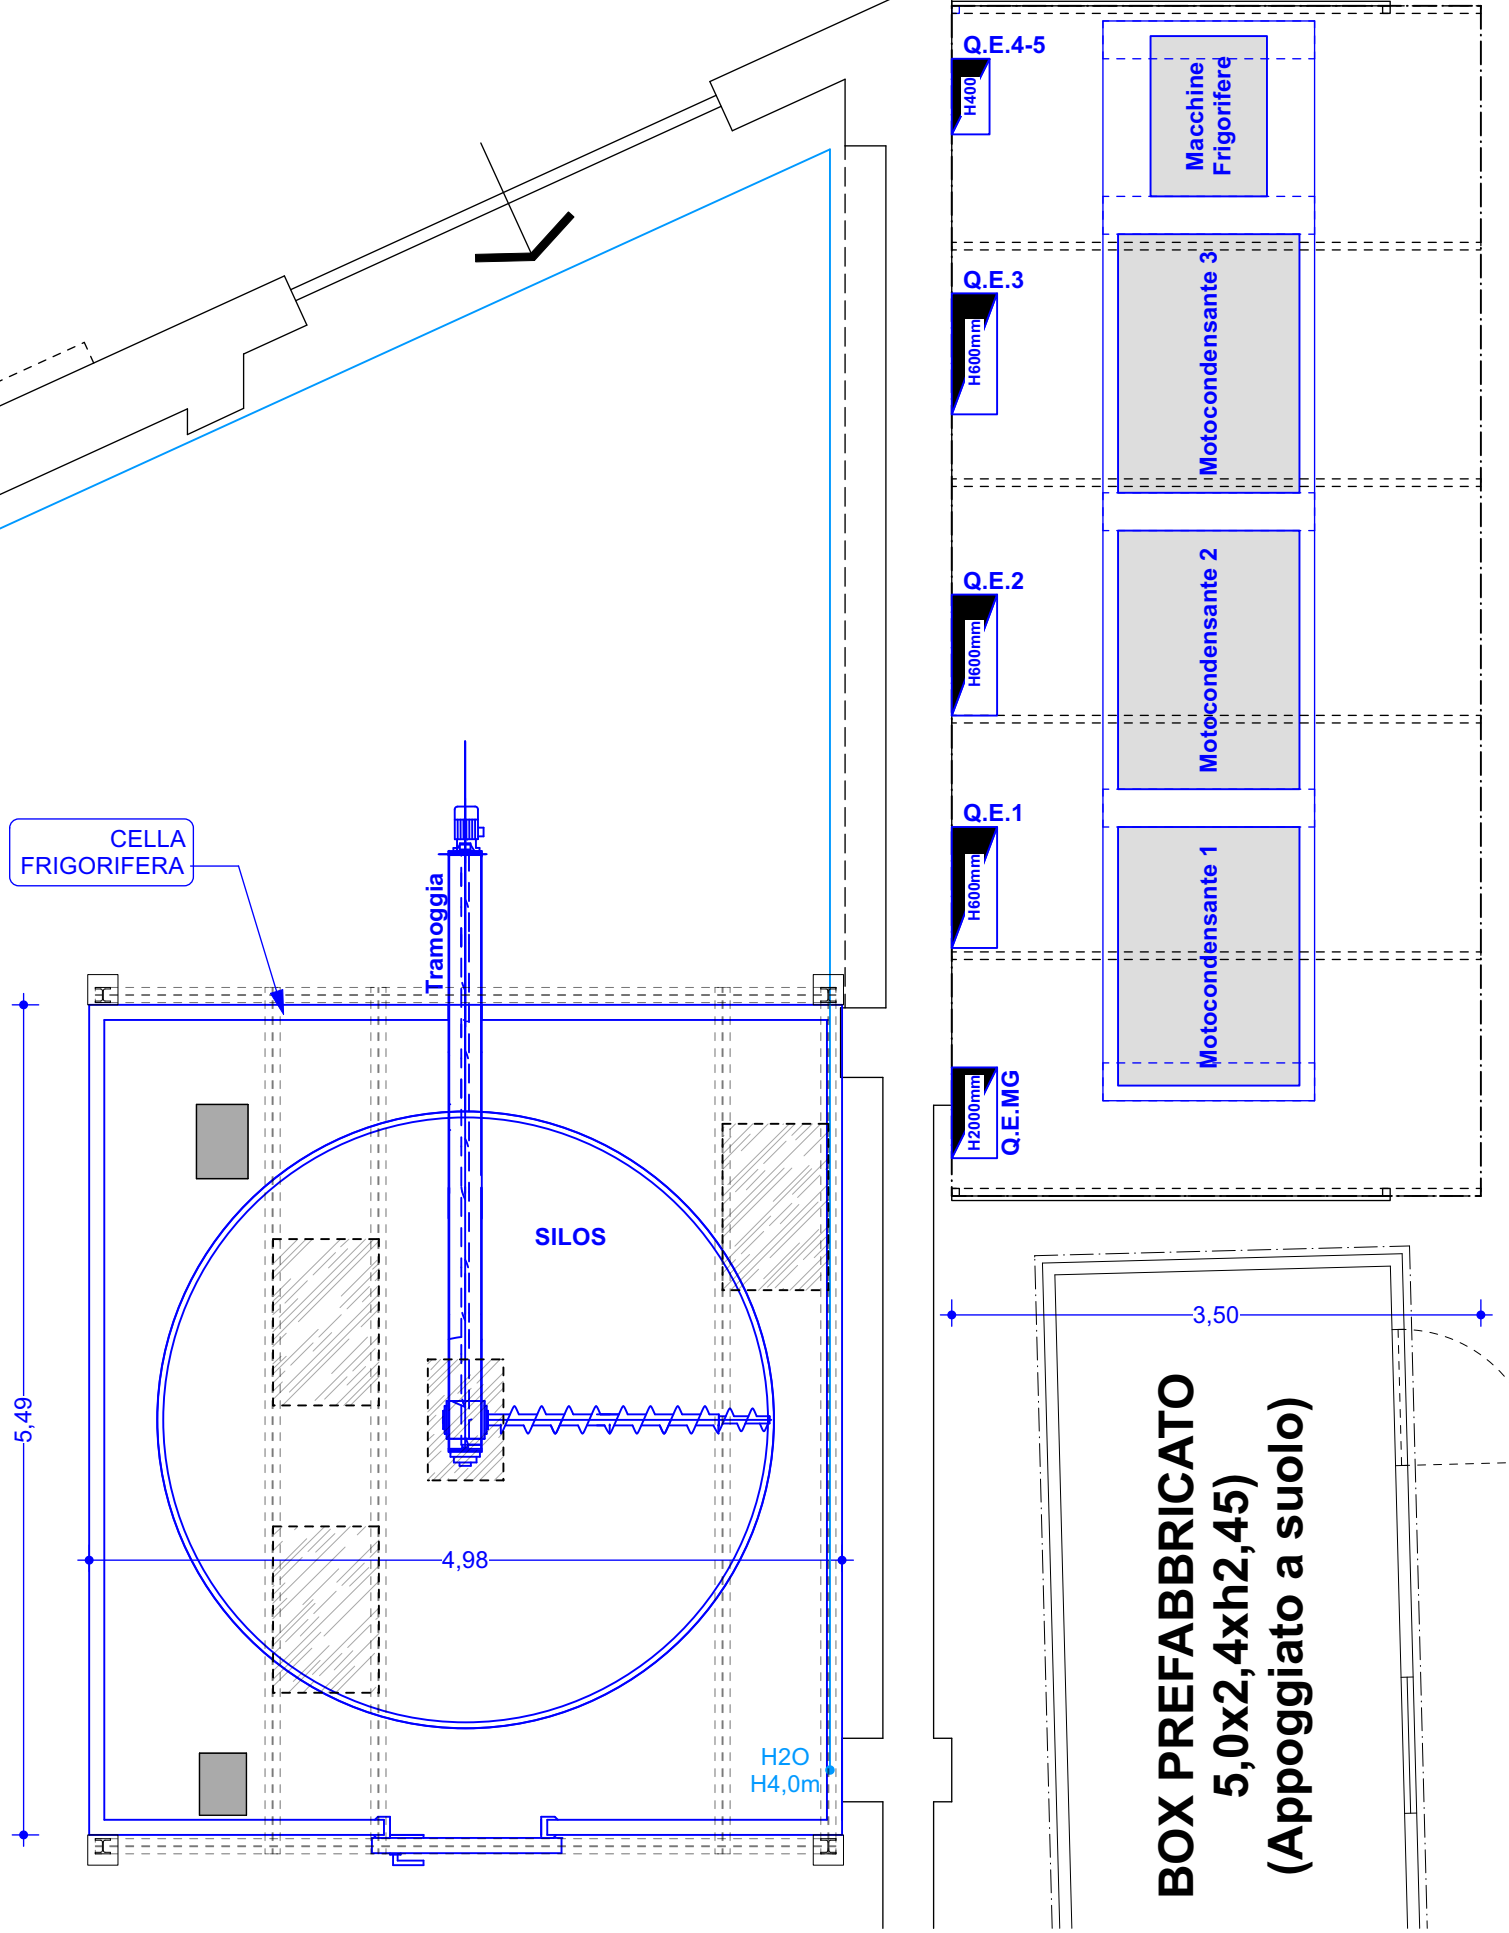 Q.E.4-5
H400
Macchine
Frigorifere
Q.E.3
H600mm
Motocondensante 3
Q.E.2
H600mm
Motocondensante 2
Q.E.1
H600mm
Motocondensante 1
CELLA
FRIGORIFERA
Tramoggia
H2000mm
Q.E.MG
SILOS
3,50
5,49
4,98
H2O
H4,0m
BOX PREFABBRICATO
5,0x2,4xh2,45)
(Appoggiato a suolo)